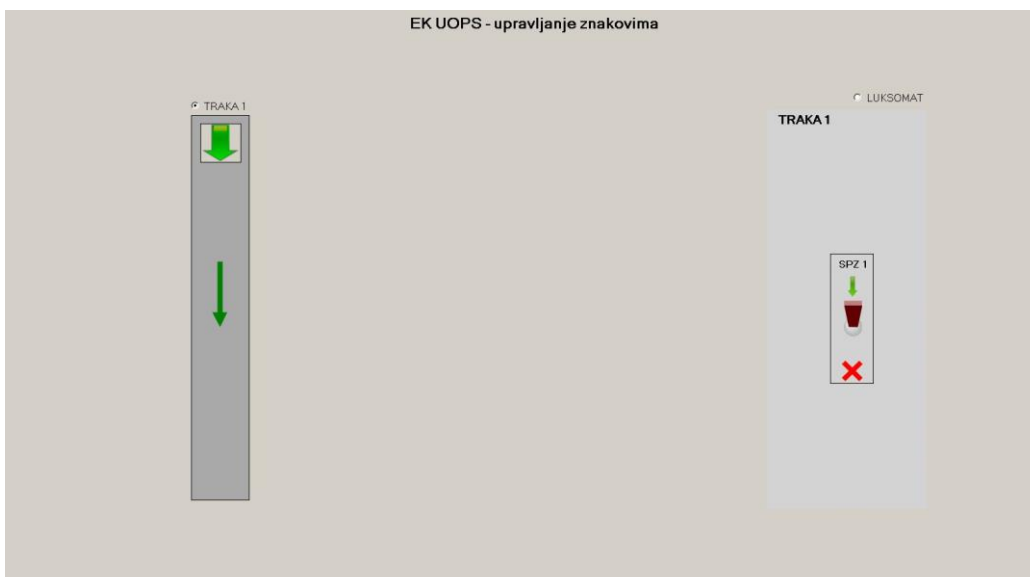 EK UOPS - upravljanje znakovima
TRAKA 1
LUKSOMAT
TRAKA 1
SPZ 1